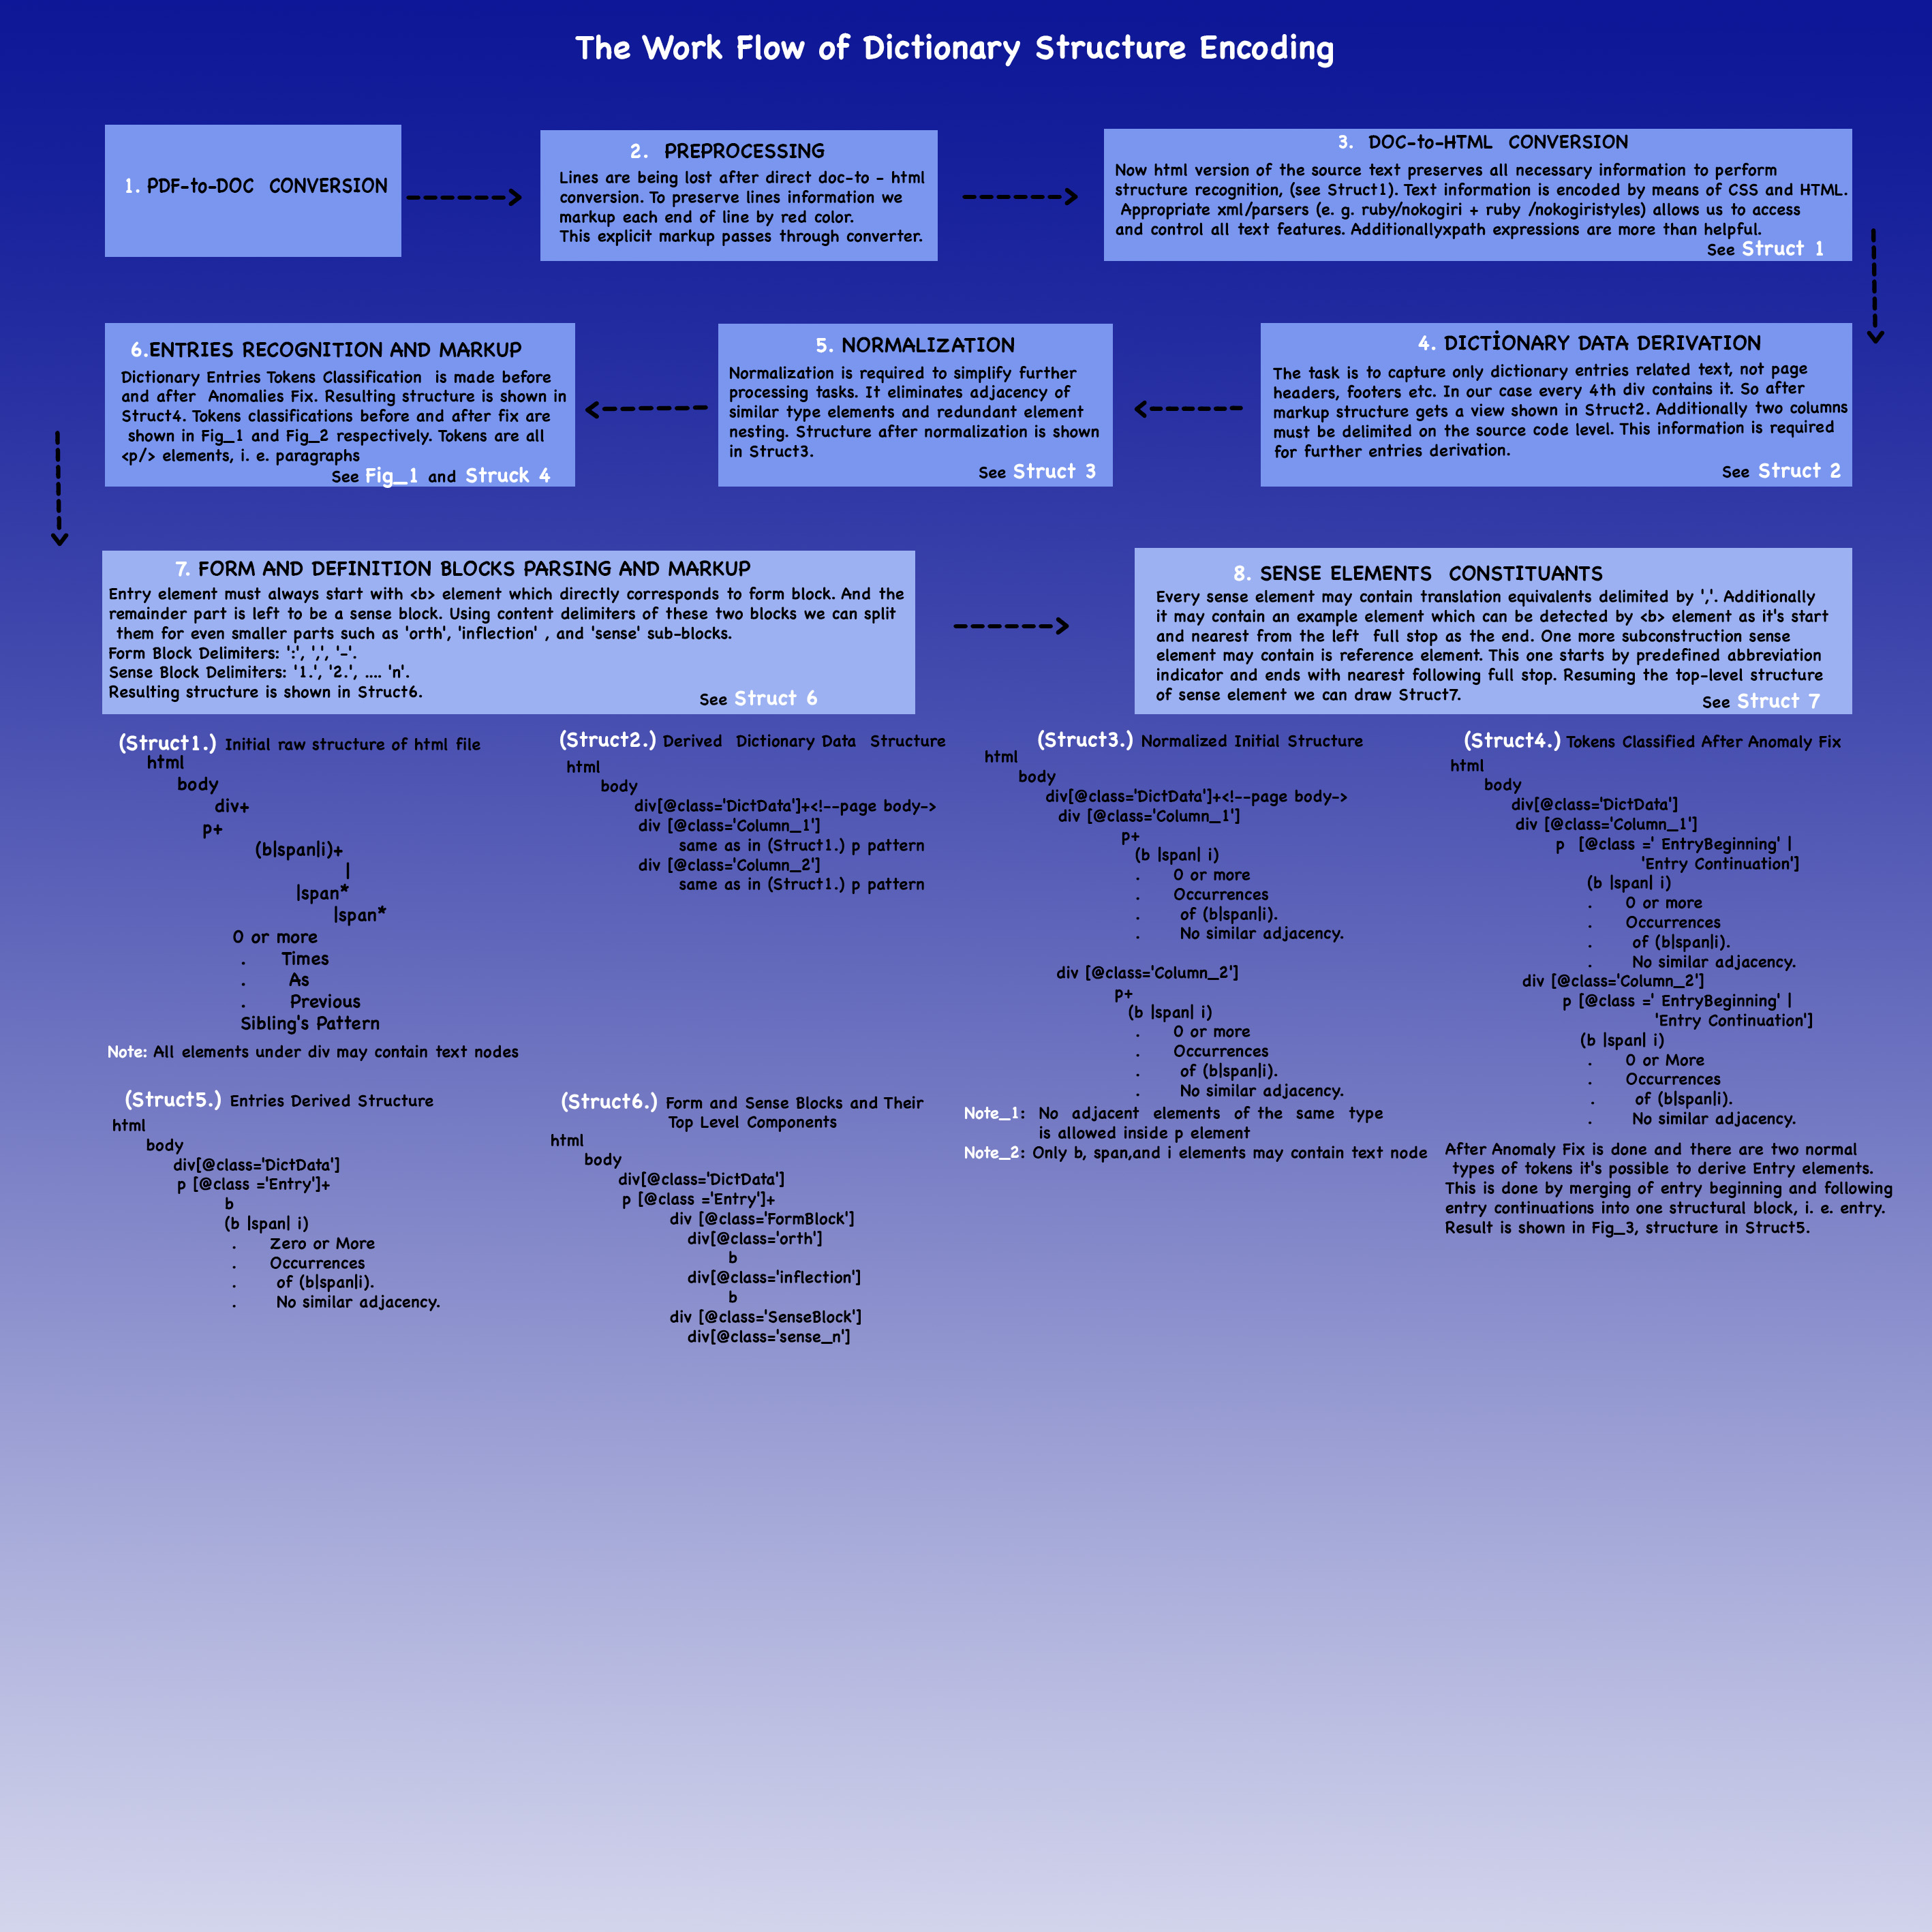 The Work Flow of Dictionary Structure Encoding
1. PDF-to-DOC CONVERSION
2. PREPROCESSING
Lines are being lost after direct doc-to - html
conversion. To preserve lines information we
markup each end of line by red color.
This explicit markup passes through converter.
3. DOC-to-HTML CONVERSION
Now html version of the source text preserves all necessary information to perform
structure recognition, (see Struct1). Text information is encoded by means of CSS and HTML.
Appropriate xml/parsers (e. g. ruby/nokogiri + ruby /nokogiristyles) allows us to access
and control all text features. Additionallyxpath expressions are more than helpful.
See Struct 1
4. DICTİONARY DATA DERIVATION
The task is to capture only dictionary entries related text, not page
headers, footers etc. In our case every 4th div contains it. So after
markup structure gets a view shown in Struct2. Additionally two columns
must be delimited on the source code level. This information is required
for further entries derivation.
See Struct 2
5. NORMALIZATION
Normalization is required to simplify further
processing tasks. It eliminates adjacency of
similar type elements and redundant element
nesting. Structure after normalization is shown
in Struct3.
See Struct 3
6.ENTRIES RECOGNITION AND MARKUP
Dictionary Entries Tokens Classification is made before
and after Anomalies Fix. Resulting structure is shown in
Struct4. Tokens classifications before and after fix are
shown in Fig_1 and Fig_2 respectively. Tokens are all
<p/> elements, i. e. paragraphs
See Fig_1 and Struck 4
7. FORM AND DEFINITION BLOCKS PARSING AND MARKUP
Entry element must always start with <b> element which directly corresponds to form block. And the
remainder part is left to be a sense block. Using content delimiters of these two blocks we can split
them for even smaller parts such as 'orth', 'inflection' , and 'sense' sub-blocks.
Form Block Delimiters: ':', ',', '-'.
Sense Block Delimiters: '1.', '2.', .... 'n'.
Resulting structure is shown in Struct6.
See Struct 6
8. SENSE ELEMENTS CONSTITUANTS
Every sense element may contain translation equivalents delimited by ','. Additionally
it may contain an example element which can be detected by <b> element as it's start
and nearest from the left full stop as the end. One more subconstruction sense
element may contain is reference element. This one starts by predefined abbreviation
indicator and ends with nearest following full stop. Resuming the top-level structure
of sense element we can draw Struct7.
See Struct 7
(Struct1.) Initial raw structure of html file
html
body
div+
p+
(b|span|i)+
|
|span*
|span*
0 or more
. Times
. As
. Previous
Sibling's Pattern
Note: All elements under div may contain text nodes
(Struct2.) Derived Dictionary Data Structure
html
body
div[@class='DictData']+<!--page body->
div [@class='Column_1']
same as in (Struct1.) p pattern
div [@class='Column_2']
same as in (Struct1.) p pattern
(Struct3.) Normalized Initial Structure
html
body
div[@class='DictData']+<!--page body->
div [@class='Column_1']
p+
(b |span| i)
. 0 or more
. Occurrences
. of (b|span|i).
. No similar adjacency.
div [@class='Column_2']
p+
(b |span| i)
. 0 or more
. Occurrences
. of (b|span|i).
. No similar adjacency.
Note_1: No adjacent elements of the same type
is allowed inside p element
Note_2: Only b, span,and i elements may contain text node
(Struct4.) Tokens Classified After Anomaly Fix
html
body
div[@class='DictData']
div [@class='Column_1']
p [@class =' EntryBeginning' |
'Entry Continuation']
(b |span| i)
. 0 or more
. Occurrences
. of (b|span|i).
. No similar adjacency.
div [@class='Column_2']
p [@class =' EntryBeginning' |
'Entry Continuation']
(b |span| i)
. 0 or More
. Occurrences
. of (b|span|i).
. No similar adjacency.
After Anomaly Fix is done and there are two normal
types of tokens it's possible to derive Entry elements.
This is done by merging of entry beginning and following
entry continuations into one structural block, i. e. entry.
Result is shown in Fig_3, structure in Struct5.
(Struct5.) Entries Derived Structure
html
body
div[@class='DictData']
p [@class ='Entry']+
b
(b |span| i)
. Zero or More
. Occurrences
. of (b|span|i).
. No similar adjacency.
(Struct6.) Form and Sense Blocks and Their
Top Level Components
html
body
div[@class='DictData']
p [@class ='Entry']+
div [@class='FormBlock']
div[@class='orth']
b
div[@class='inflection']
b
div [@class='SenseBlock']
div[@class='sense_n']